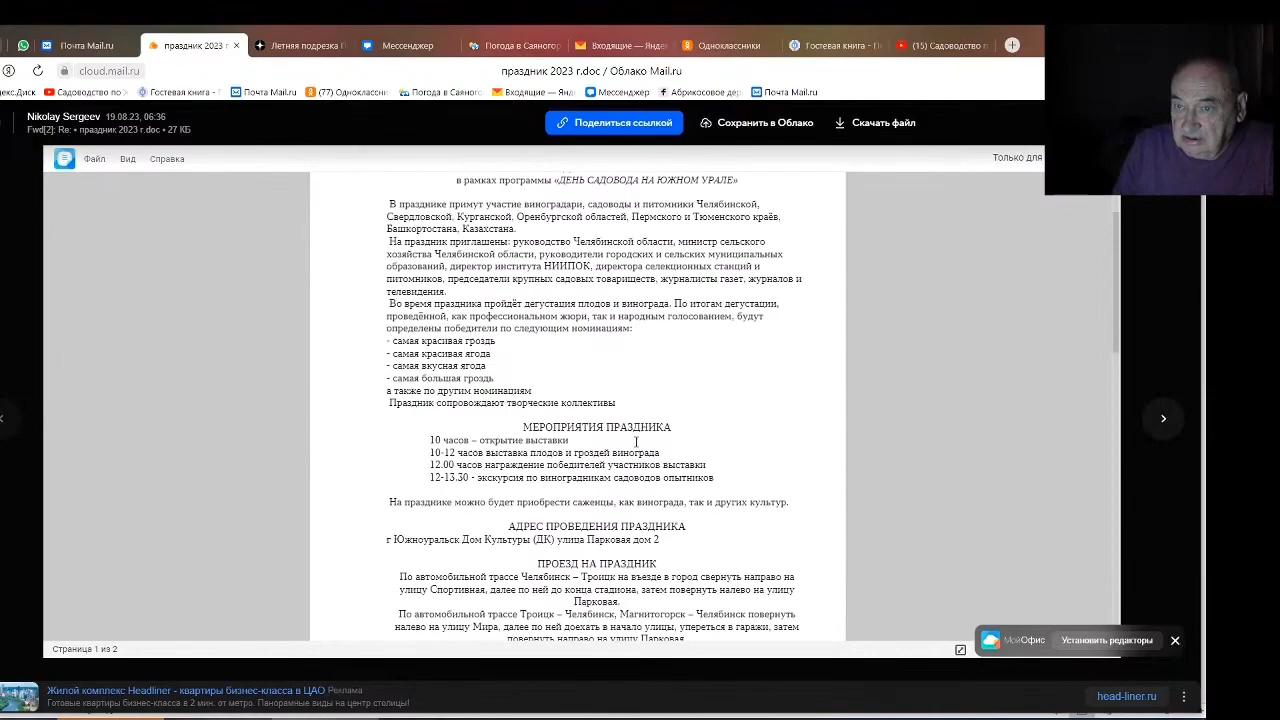 Почта Mail.ru
праздник 2023 г
Летняя подрезка
Мессенджер
Погода в Саяного
Входящие — Янде
Одноклассники
Гостевая книга - П
(15) Садоводство п
cloud.mail.ru
праздник 2023 г.doc / Облако Mail.ru
кс.Диск
Садоводство по
Гостевая книга -
Почта Mail.ru
(77) Одноклассни
Погода в Саяного
Входящие — Янд
Мессенджер
Абрикосовое дер
Почта Mail.ru
Nikolay Sergeev 19.08.23, 06:36
Fwd[2]: Re: • праздник 2023 г.doc • 27 КБ
Поделиться ссылкой
Сохранить в Облако
Скачать файл
Файл
Вид
Справка
Только для
в рамках программы «ДЕНЬ САДОВОДА НА ЮЖНОМ УРАЛЕ»
В празднике примут участие виноградари, садоводы и питомники Челябинской,
Свердловской, Курганской, Оренбургской областей, Пермского и Тюменского краёв,
Башкортостана, Казахстана.
На праздник приглашены: руководство Челябинской области, министр сельского
хозяйства Челябинской области, руководители городских и сельских муниципальных
образований, директор института НИИПОК, директора селекционных станций и
питомников, председатели крупных садовых товариществ, журналисты газет, журналов и
телевидения.
Во время праздника пройдёт дегустация плодов и винограда. По итогам дегустации,
проведённой, как профессиональном жюри, так и народным голосованием, будут
определены победители по следующим номинациям:
- самая красивая гроздь
- самая красивая ягода
- самая вкусная ягода
- самая большая гроздь
а также по другим номинациям
Праздник сопровождают творческие коллективы
МЕРОПРИЯТИЯ ПРАЗДНИКА
10 часов – открытие выставки
10-12 часов выставка плодов и гроздей винограда
12.00 часов награждение победителей участников выставки
12-13.30 - экскурсия по виноградникам садоводов опытников
На празднике можно будет приобрести саженцы, как винограда, так и других культур.
АДРЕС ПРОВЕДЕНИЯ ПРАЗДНИКА
г Южноуральск Дом Культуры (ДК) улица Парковая дом 2
ПРОЕЗД НА ПРАЗДНИК
По автомобильной трассе Челябинск – Троицк на въезде в город свернуть направо на
улицу Спортивная, далее по ней до конца стадиона, затем повернуть налево на улицу
Парковая.
По автомобильной трассе Троицк – Челябинск, Магнитогорск – Челябинск повернуть
налево на улицу Мира, далее по ней доехать в начало улицы, упереться в гаражи, затем
повернуть направо на улицу Парковая
МойОфис
Установить редакторы
Страница 1 из 2
Жилой комплекс Headliner - квартиры бизнес-класса в ЦАО Реклама
Готовые квартиры в 2 мин. от метро. Панорамные виды на центр столицы!
head-liner.ru